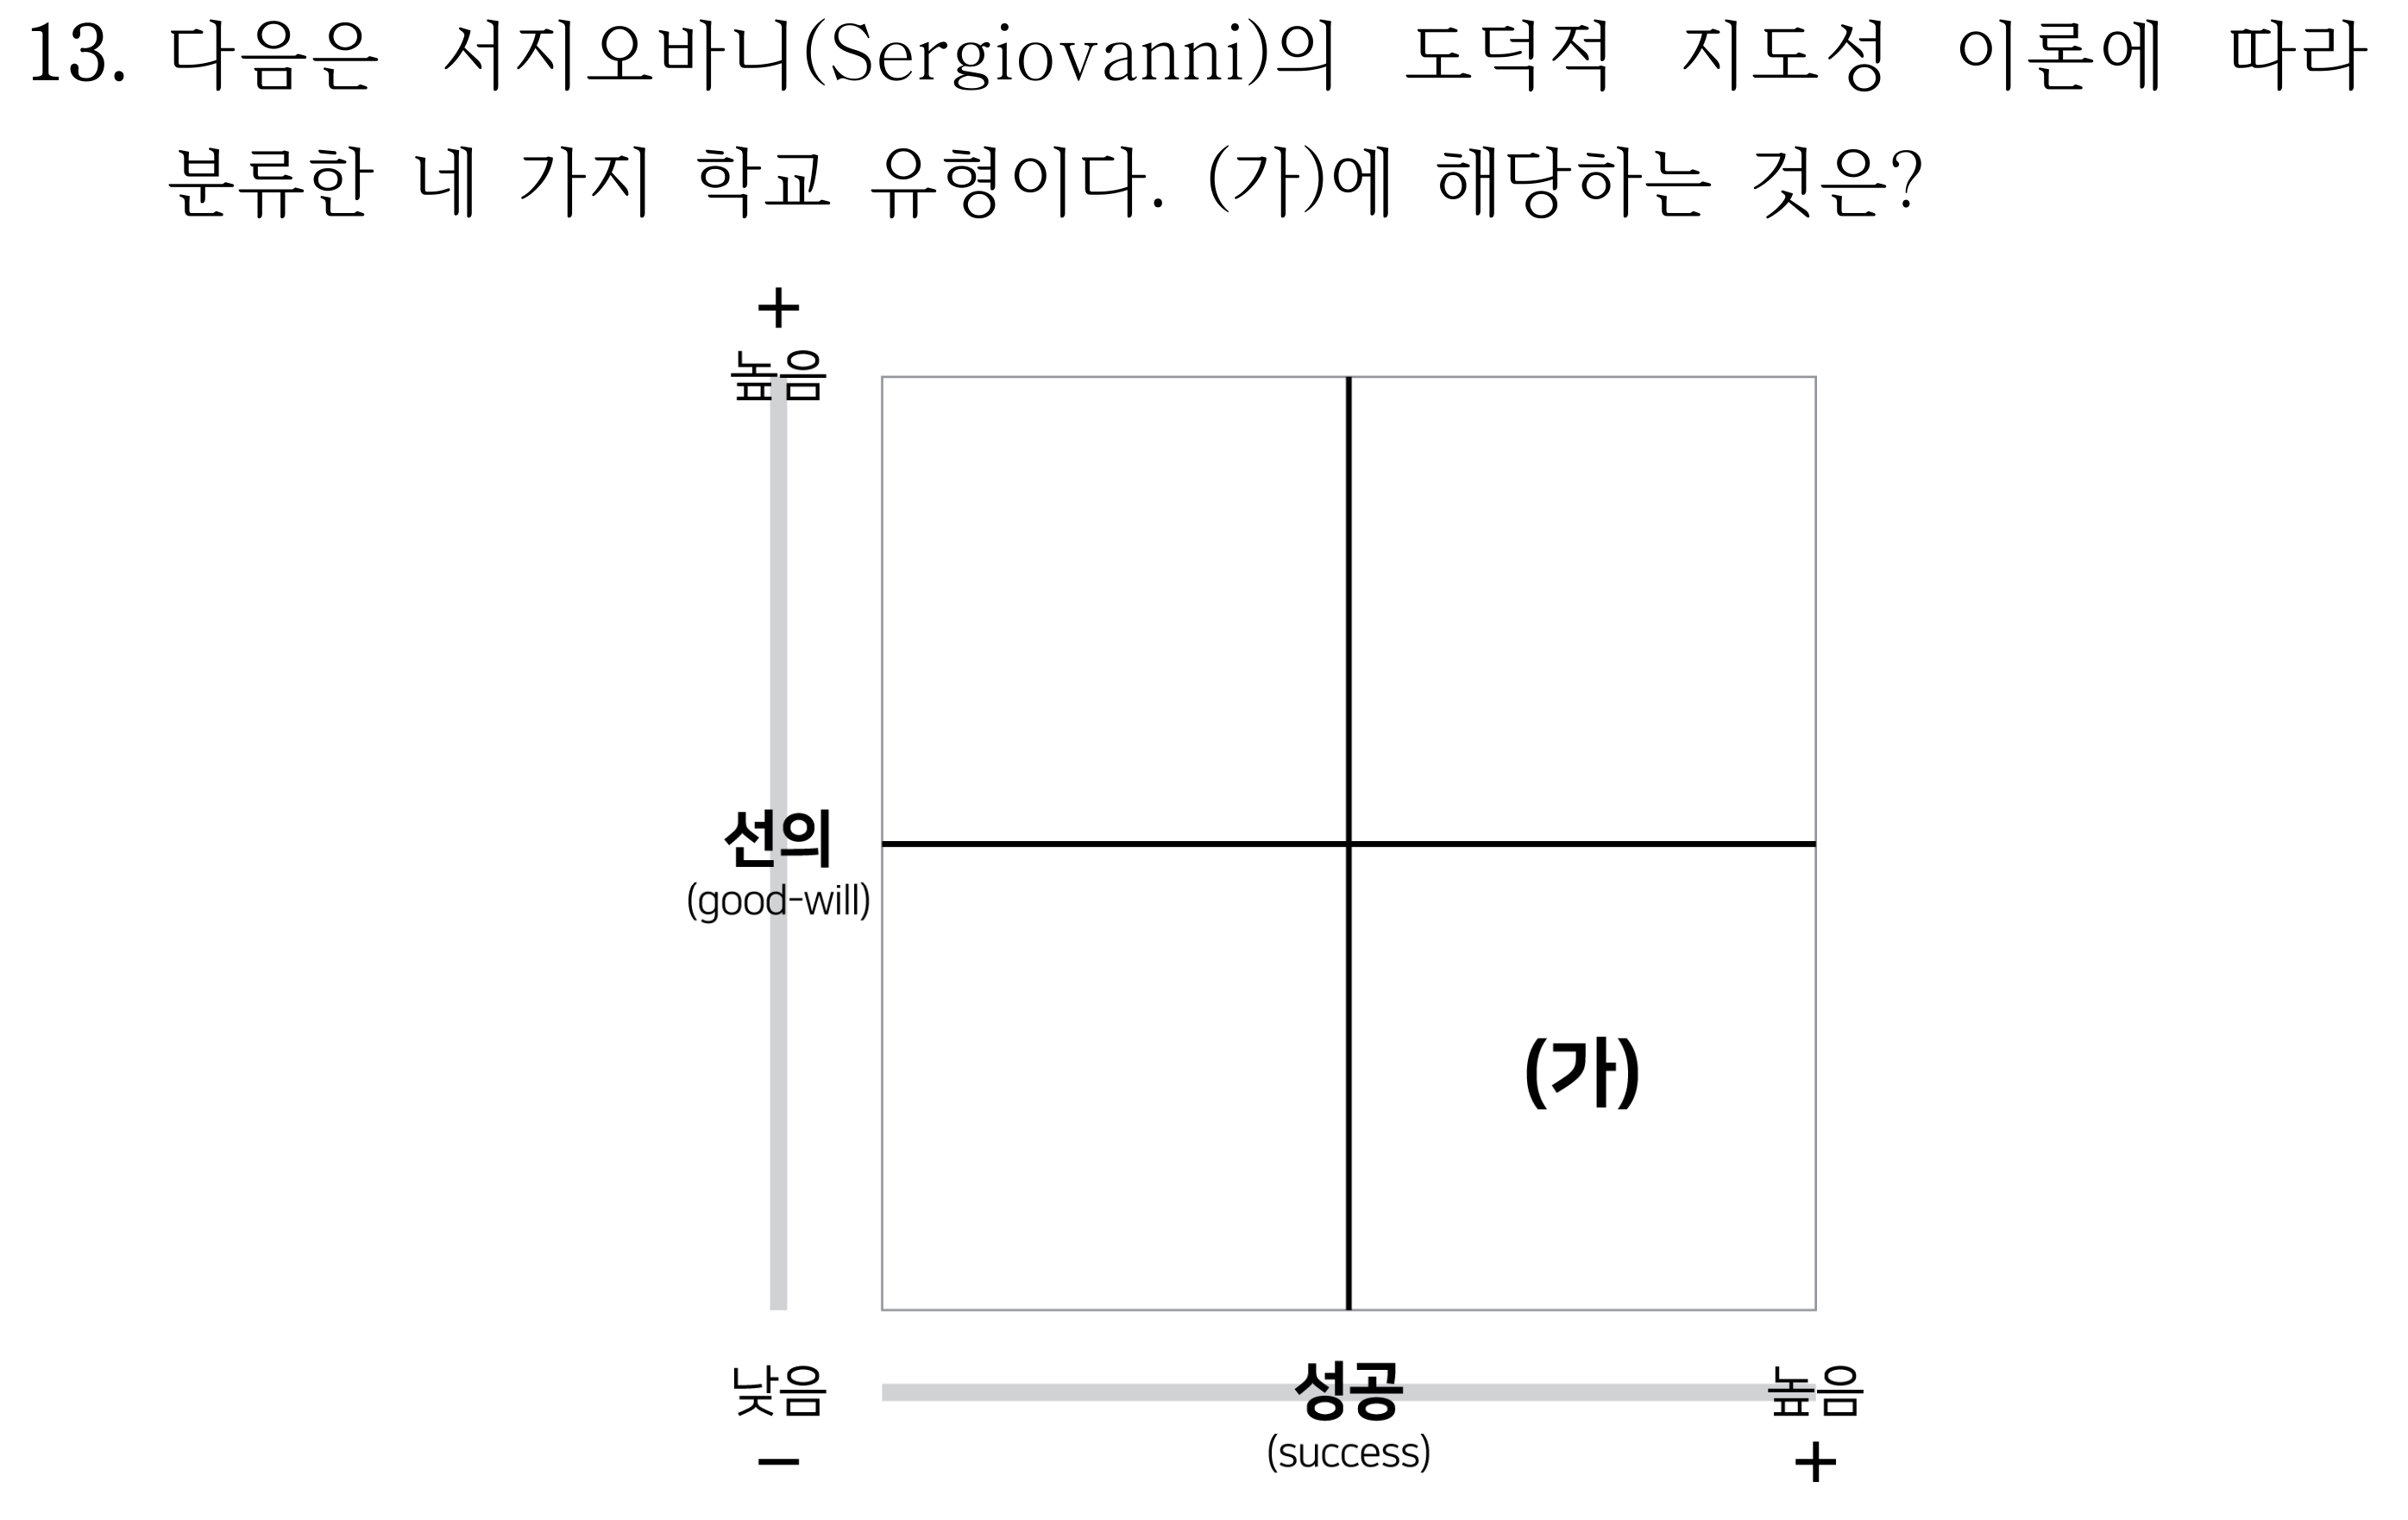 13. 다음은 서지오바니(Sergiovanni)의 도덕적 지도성 이론에 따라
분류한 네 가지 학교 유형이다. (가)에 해당하는 것은?
+
높음
선의
(good-will)
(가)
낮음
성공
높음
−
(success)
+